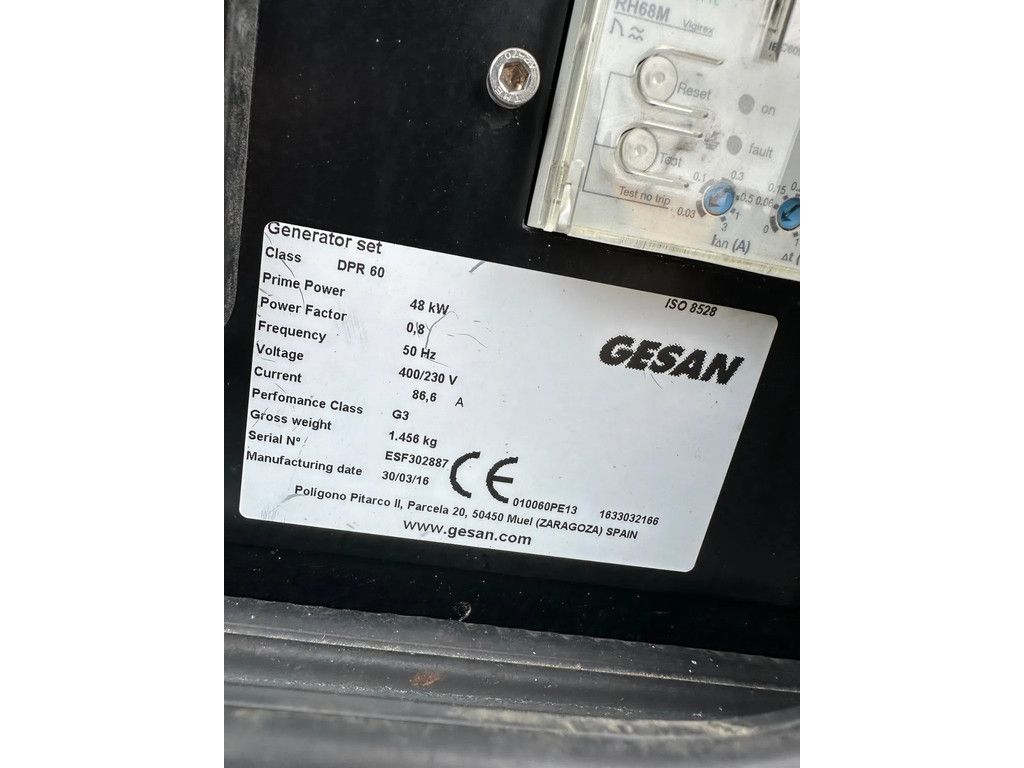 RH68M Vigirex
Reset
on
Test
fault
Test no trip
0.1 0.3
0.5
0.03 1
3
0.15
0.06
0 1
I∆n (A)
∆t (
Generator set
ISO 8528
Class DPR 60
GESAN
Prime Power 48 kW
Power Factor 0,8
Frequency 50 Hz
Voltage 400/230 V
Current 86,6 A
Perfomance Class G3
Gross weight 1.456 kg
Serial Nº ESF302887
Manufacturing date 30/03/16
CE
010060PE13 1633032166
Polígono Pitarco II, Parcela 20, 50450 Muel (ZARAGOZA) SPAIN
www.gesan.com